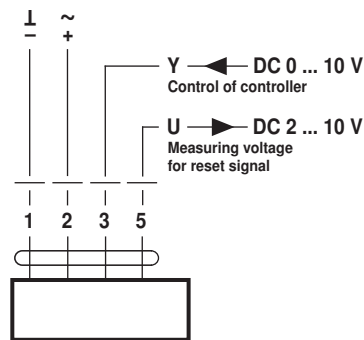 ⊥ ~
– +
Y DC 0 ... 10 V
Control of controller
U DC 2 ... 10 V
Measuring voltage
for reset signal
1 2 3 5